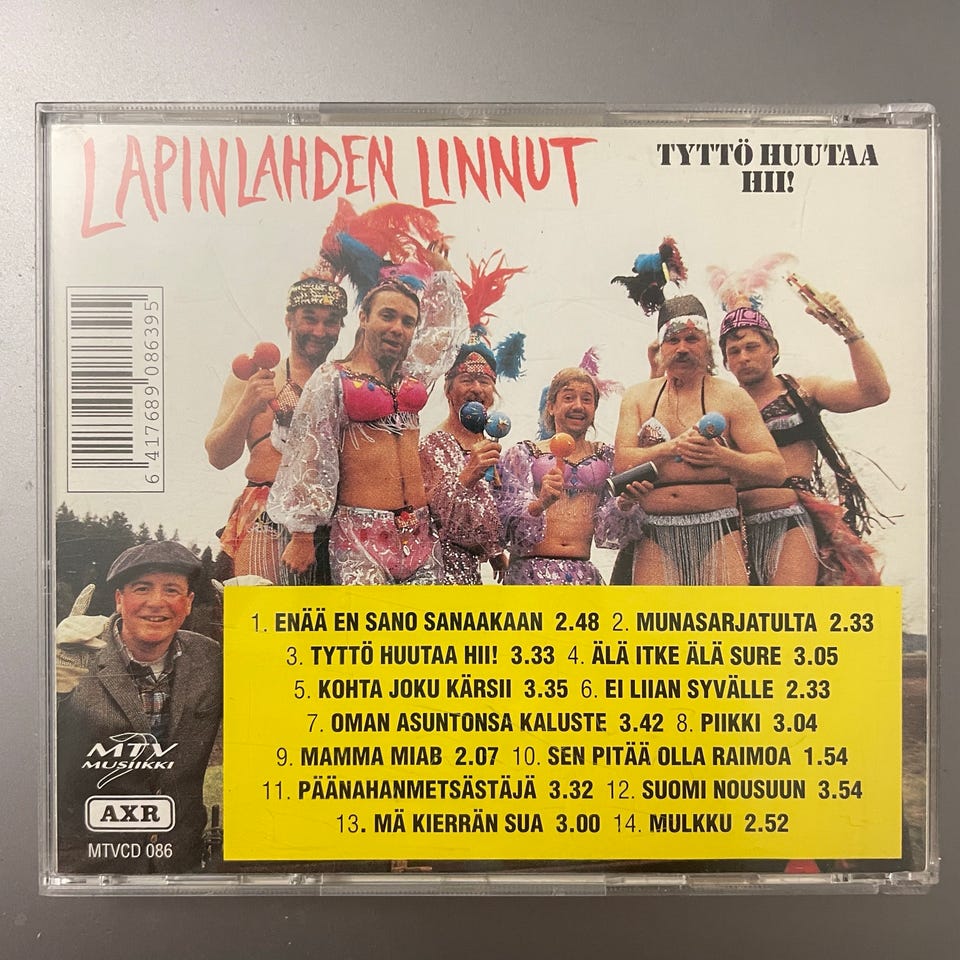 LAPINLAHDEN LINNUT
TYTTÖ HUUTAA
HII!
6 417689 086395
1. ENÄÄ EN SANO SANAAKAAN 2.48 2. MUNASARJATULTA 2.33
3. TYTTÖ HUUTAA HII! 3.33 4. ÄLÄ ITKE ÄLÄ SURE 3.05
5. KOHTA JOKU KÄRSII 3.35 6. EI LIIAN SYVÄLLE 2.33
7. OMAN ASUNTONSA KALUSTE 3.42 8. PIIKKI 3.04
9. MAMMA MIAB 2.07 10. SEN PITÄÄ OLLA RAIMOA 1.54
11. PÄÄNAHANMETSÄSTÄJÄ 3.32 12. SUOMI NOUSUUN 3.54
13. MÄ KIERRÄN SUA 3.00 14. MULKKU 2.52
MTV
MUSIIKKI
AXR
MTVCD 086